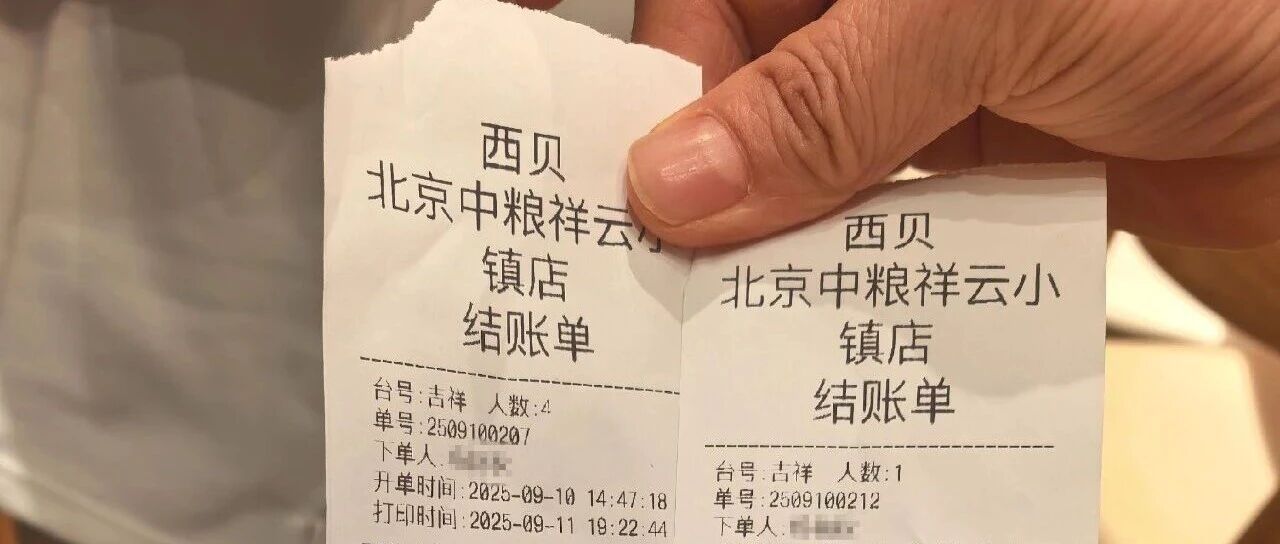 西贝
北京中粮祥云小
镇店
结账单
台号:吉祥 人数:4
单号:2509100207
下单人
开单时间:2025-09-10 14:47:18
打印时间:2025-09-11 19:22:44
西贝
北京中粮祥云小
镇店
结账单
台号:吉祥 人数:1
单号:2509100212
下单人